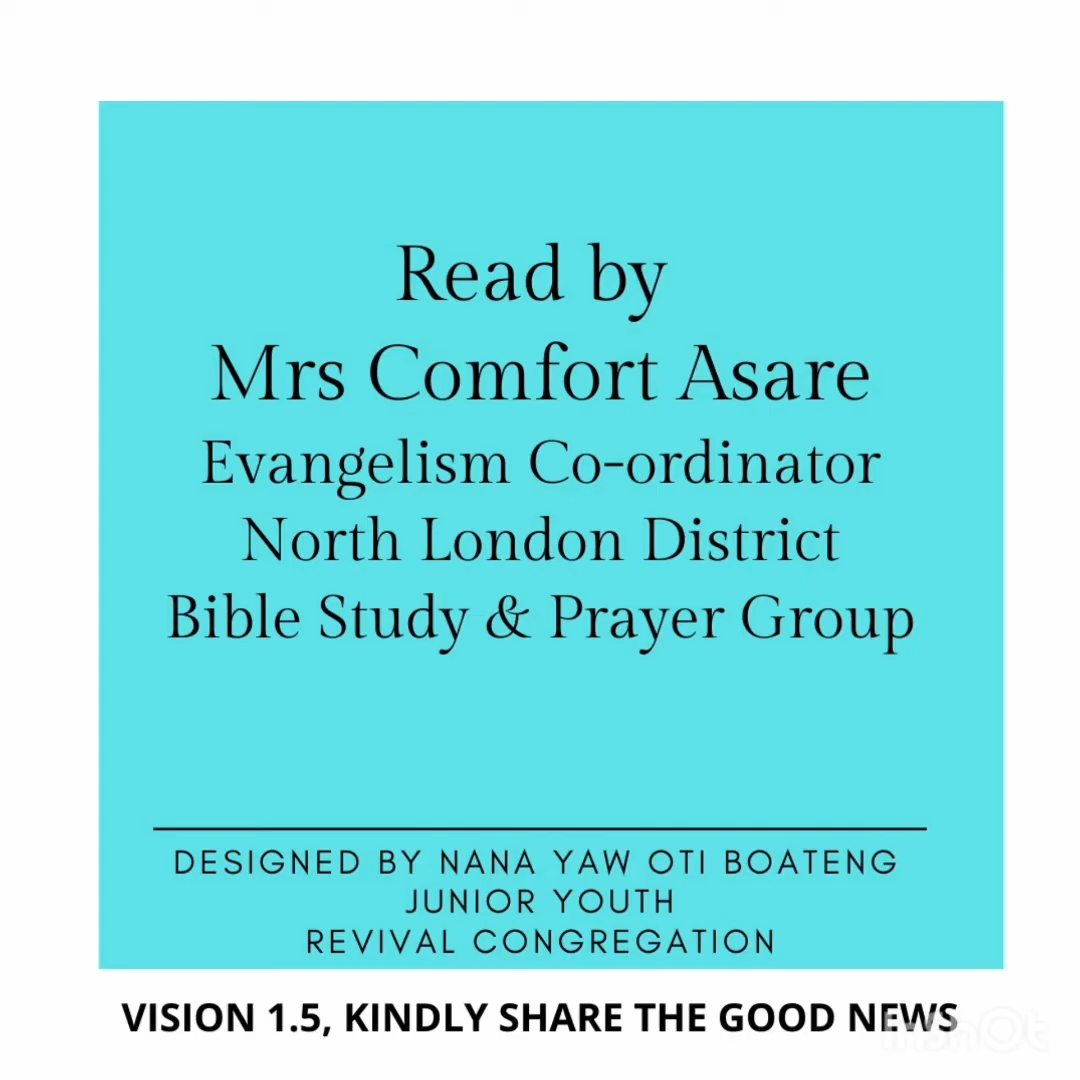 Read by
Mrs Comfort Asare
Evangelism Co-ordinator
North London District
Bible Study & Prayer Group
DESIGNED BY NANA YAW OTI BOATENG
JUNIOR YOUTH
REVIVAL CONGREGATION
VISION 1.5, KINDLY SHARE THE GOOD NEWS
InShOt